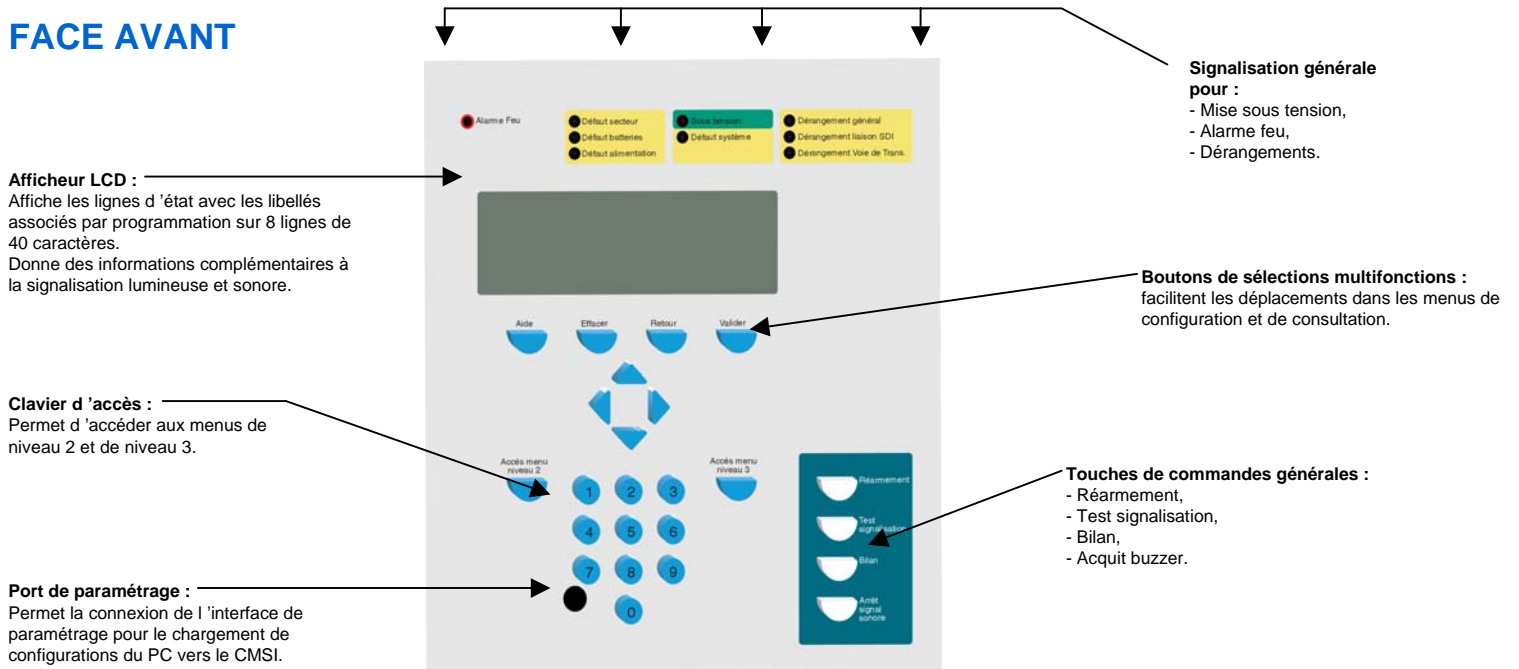 FACE AVANT
Signalisation générale
pour :
- Mise sous tension,
- Alarme feu,
- Dérangements.
Alarme Feu
Défaut secteur
Défaut batteries
Défaut alimentation
Sous tension
Défaut système
Dérangement général
Dérangement liaison SDI
Dérangement Voie de Trans.
Afficheur LCD :
Affiche les lignes d 'état avec les libellés
associés par programmation sur 8 lignes de
40 caractères.
Donne des informations complémentaires à
la signalisation lumineuse et sonore.
Boutons de sélections multifonctions :
facilitent les déplacements dans les menus de
configuration et de consultation.
Aide
Effacer
Retour
Valider
Clavier d 'accès :
Permet d 'accéder aux menus de
niveau 2 et de niveau 3.
Accés menu
niveau 2
Accés menu
niveau 3
1 2 3
4 5 6
7 8 9
0
Réarmement
Test
signalisation
Bilan
Arrêt
signal
sonore
Touches de commandes générales :
- Réarmement,
- Test signalisation,
- Bilan,
- Acquit buzzer.
Port de paramétrage :
Permet la connexion de l 'interface de
paramétrage pour le chargement de
configurations du PC vers le CMSI.